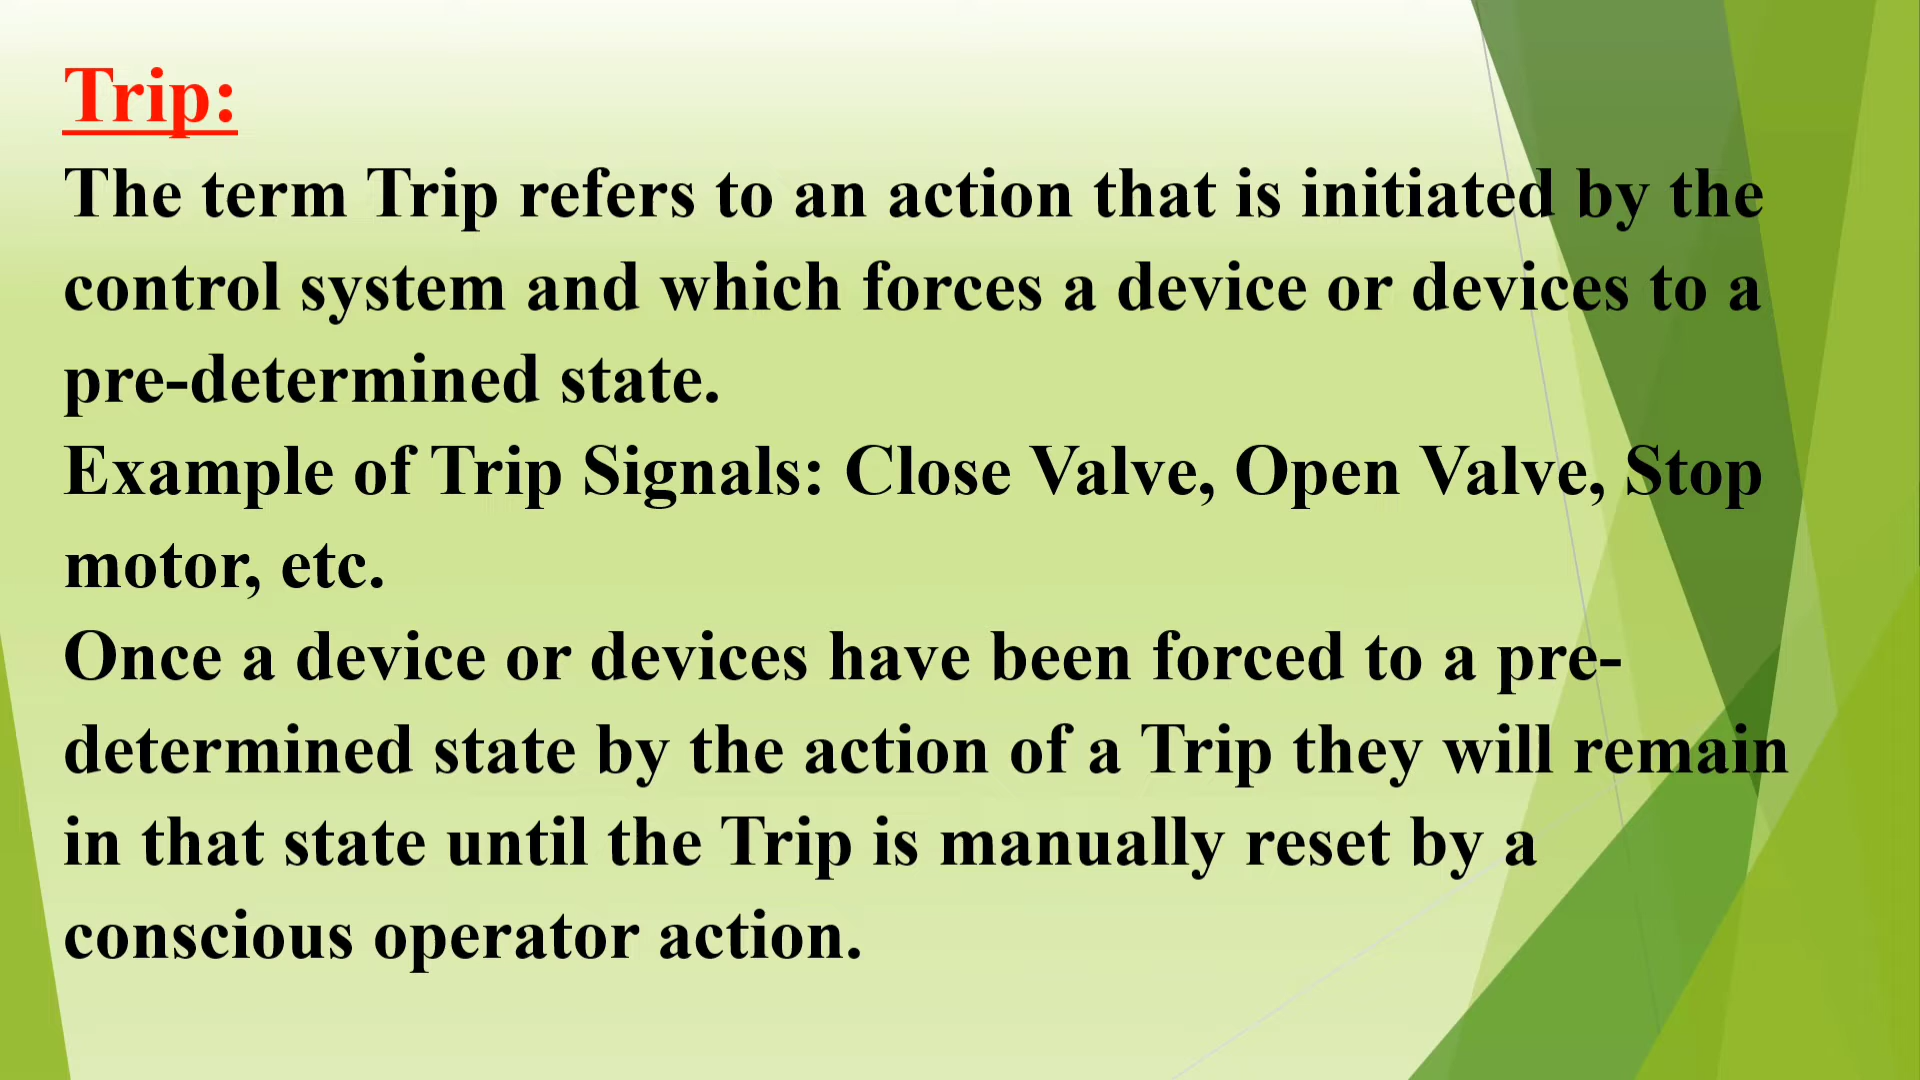 Trip:
The term Trip refers to an action that is initiated by the
control system and which forces a device or devices to a
pre-determined state.
Example of Trip Signals: Close Valve, Open Valve, Stop
motor, etc.
Once a device or devices have been forced to a pre-
determined state by the action of a Trip they will remain
in that state until the Trip is manually reset by a
conscious operator action.